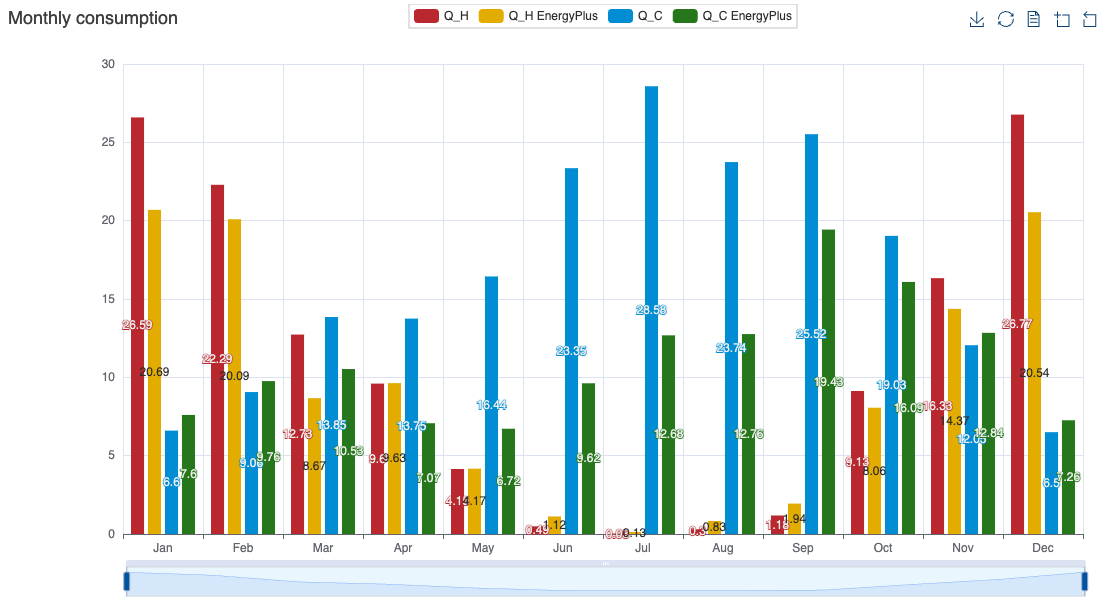 Monthly consumption
Q_H Q_H EnergyPlus Q_C Q_C EnergyPlus
30
25
20
15
10
5
0
26.59 20.69 6.6 7.6
22.29 20.09 9.06 9.76
12.73 8.67 13.85 10.53
9.6 9.63 13.75 7.07
4.14 4.17 16.44 6.72
1.12 23.35 9.62
0.13 28.58 12.68
0.83 23.74 12.76
1.18 1.94 25.52 19.43
9.13 8.06 19.03 16.09
16.33 14.37 12.05 12.84
26.77 20.54 6.5 7.26
Jan Feb Mar Apr May Jun Jul Aug Sep Oct Nov Dec